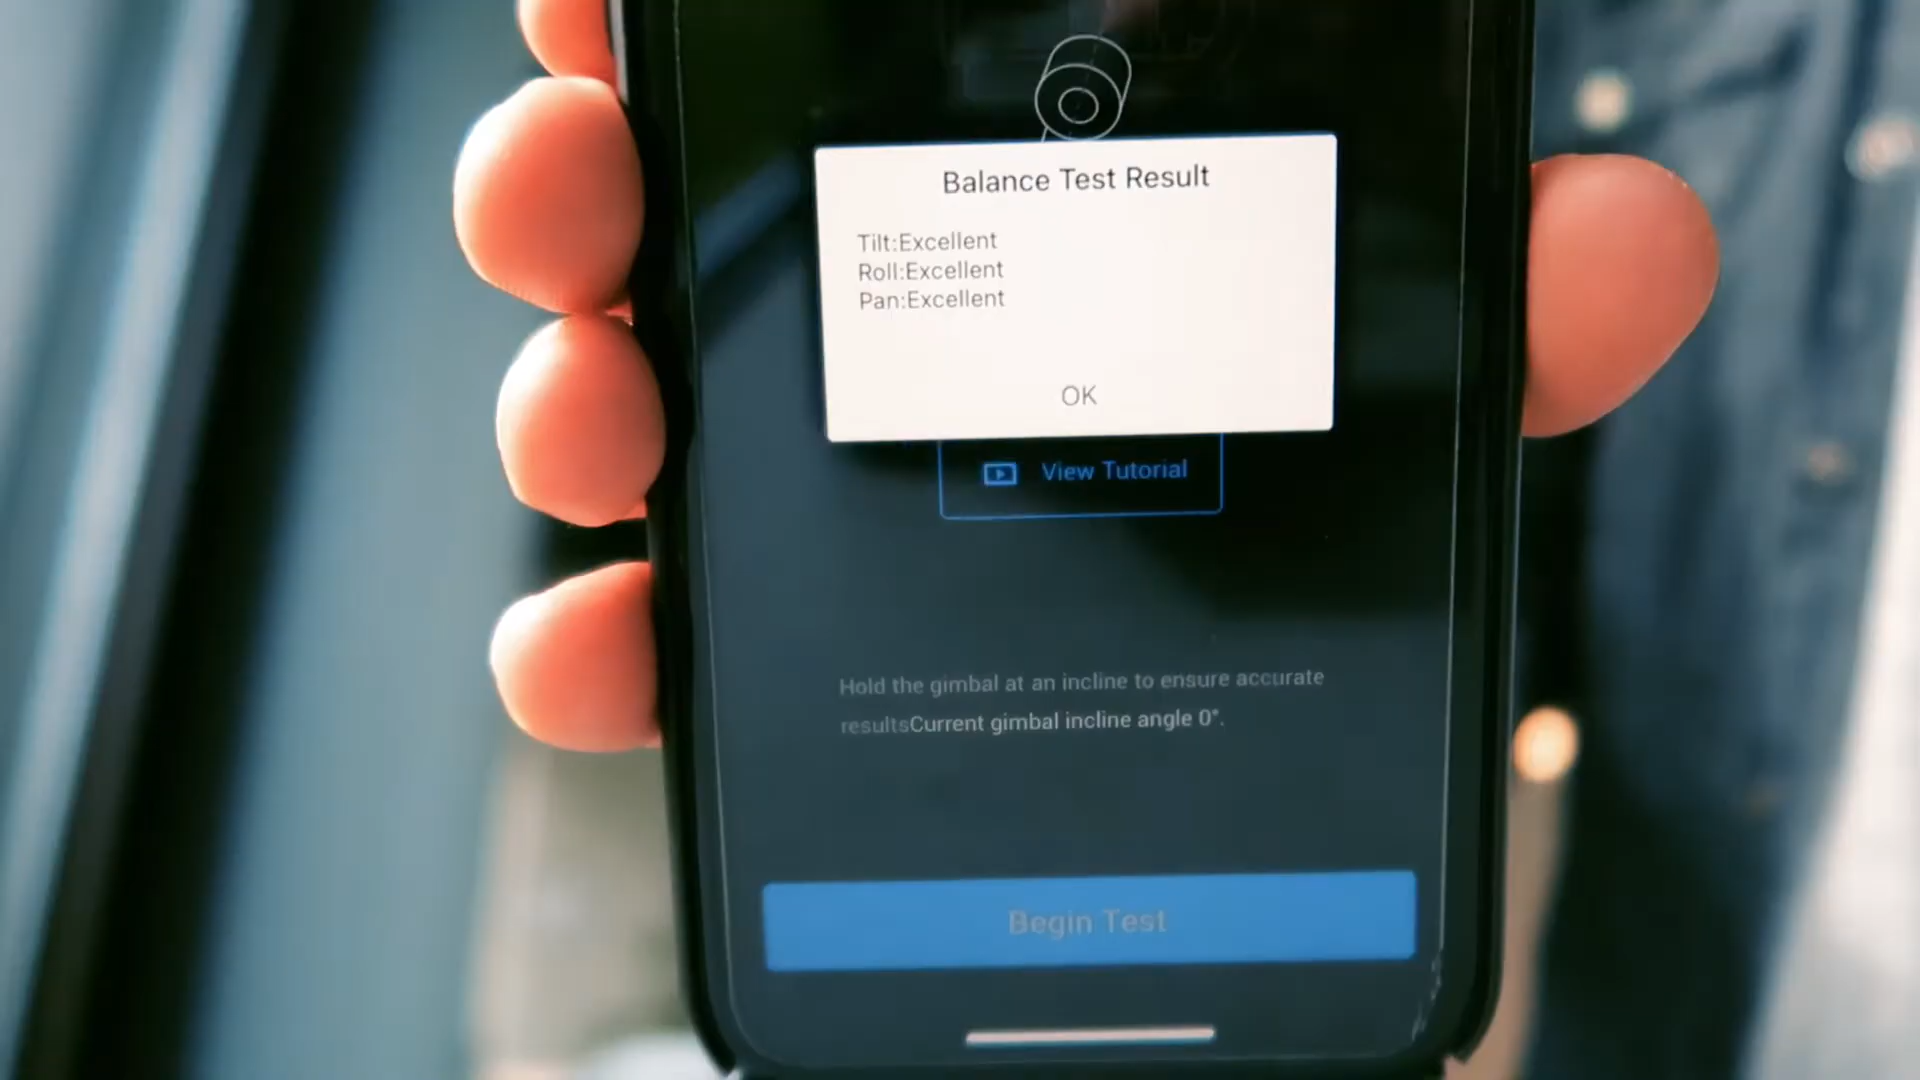 Balance Test Result
Tilt:Excellent
Roll:Excellent
Pan:Excellent
OK
View Tutorial
Hold the gimbal at an incline to ensure accurate
resultsCurrent gimbal incline angle 0°.
Begin Test